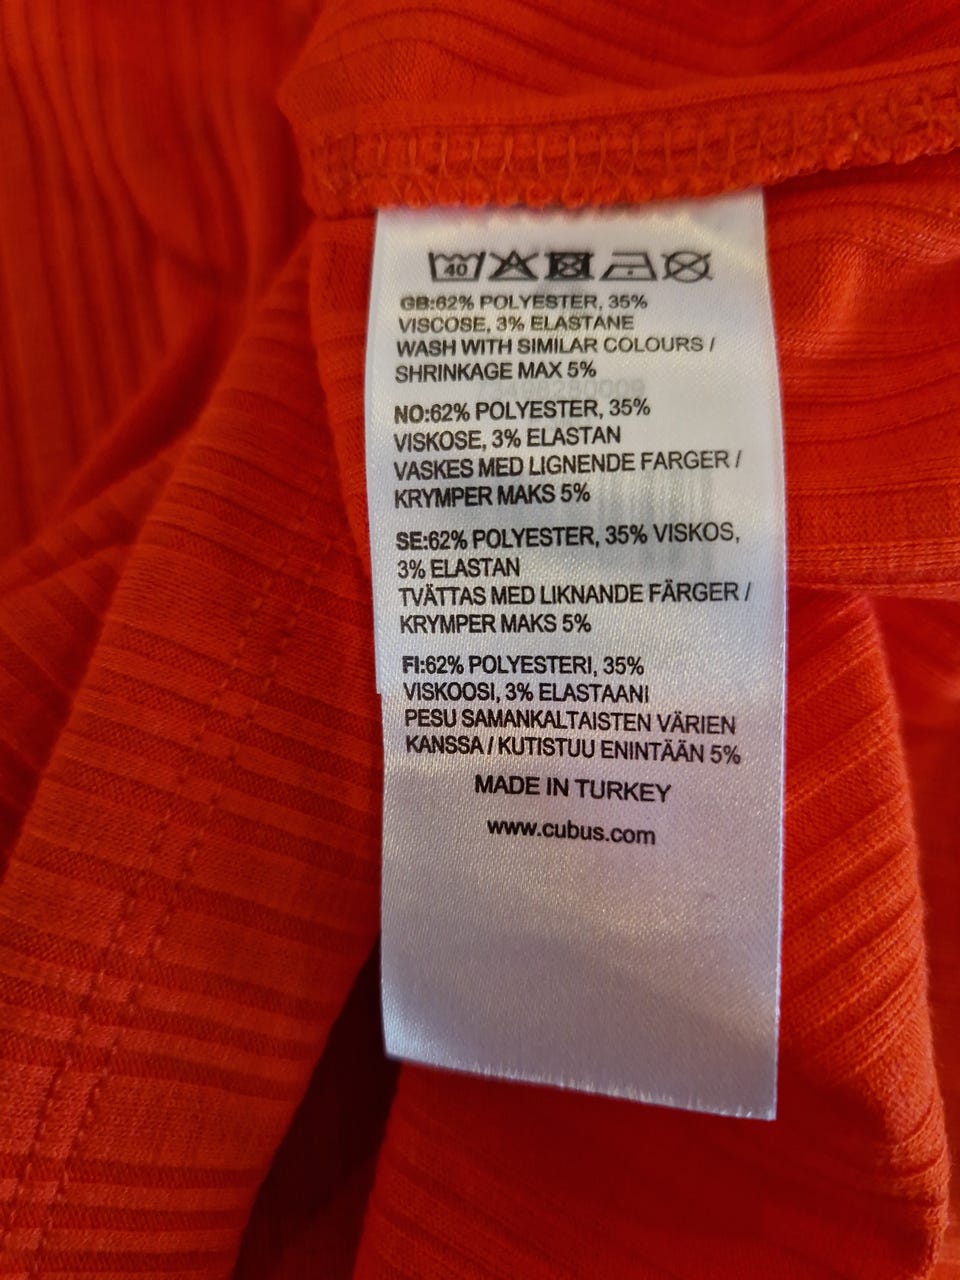 40
GB:62% POLYESTER, 35%
VISCOSE, 3% ELASTANE
WASH WITH SIMILAR COLOURS /
SHRINKAGE MAX 5%
NO:62% POLYESTER, 35%
VISKOSE, 3% ELASTAN
VASKES MED LIGNENDE FARGER /
KRYMPER MAKS 5%
SE:62% POLYESTER, 35% VISKOS,
3% ELASTAN
TVÄTTAS MED LIKNANDE FÄRGER /
KRYMPER MAKS 5%
FI:62% POLYESTERI, 35%
VISKOOSI, 3% ELASTAANI
PESU SAMANKALTAISTEN VÄRIEN
KANSSA / KUTISTUU ENINTÄÄN 5%
MADE IN TURKEY
www.cubus.com